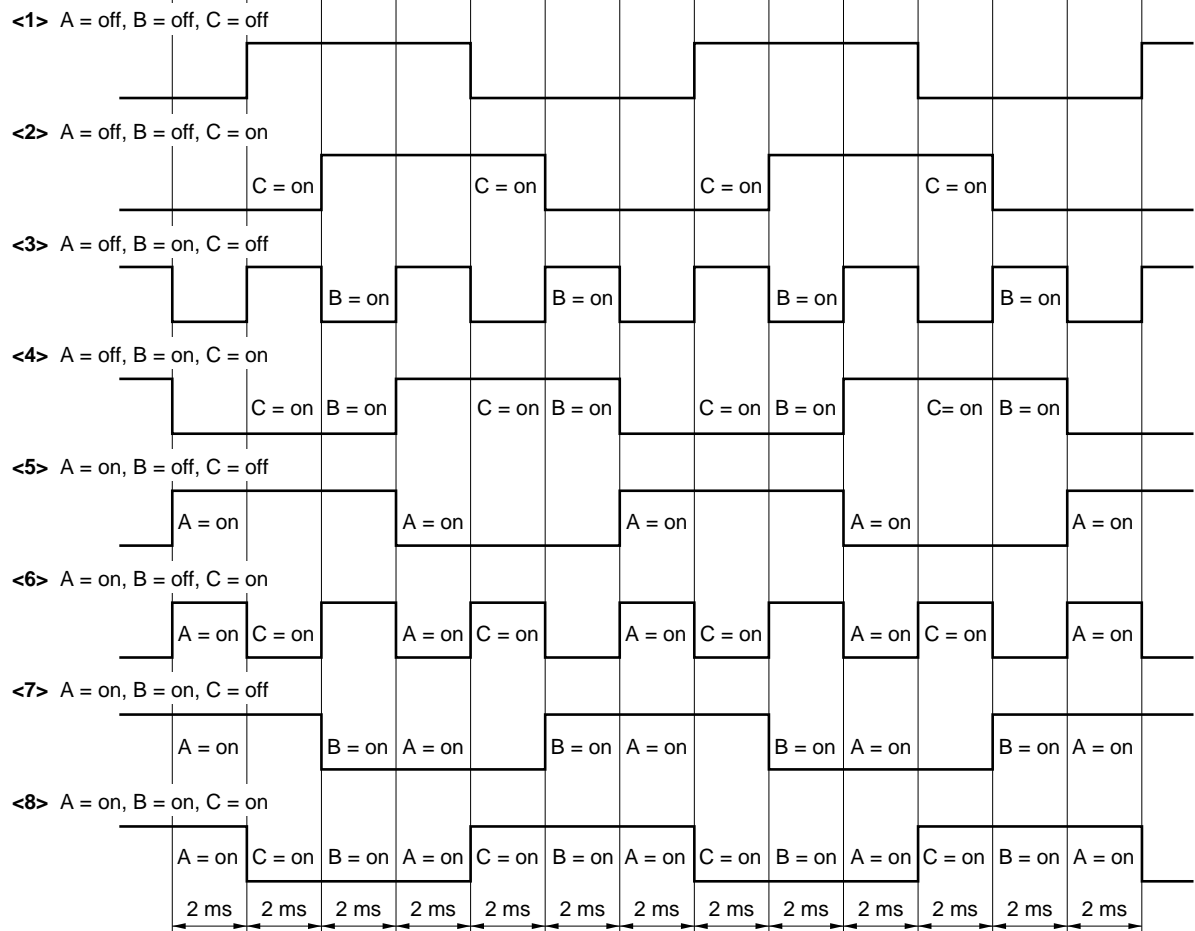 <1> A = off, B = off, C = off
<2> A = off, B = off, C = on
C = on C = on C = on C = on
<3> A = off, B = on, C = off
B = on B = on B = on B = on
<4> A = off, B = on, C = on
C = on B = on C = on B = on C = on B = on C= on B = on
<5> A = on, B = off, C = off
A = on A = on A = on A = on A = on
<6> A = on, B = off, C = on
A = on C = on A = on C = on A = on C = on A = on C = on A = on
<7> A = on, B = on, C = off
A = on B = on A = on B = on A = on B = on A = on B = on A = on
<8> A = on, B = on, C = on
A = on C = on B = on A = on C = on B = on A = on C = on B = on A = on C = on B = on A = on
2 ms 2 ms 2 ms 2 ms 2 ms 2 ms 2 ms 2 ms 2 ms 2 ms 2 ms 2 ms 2 ms